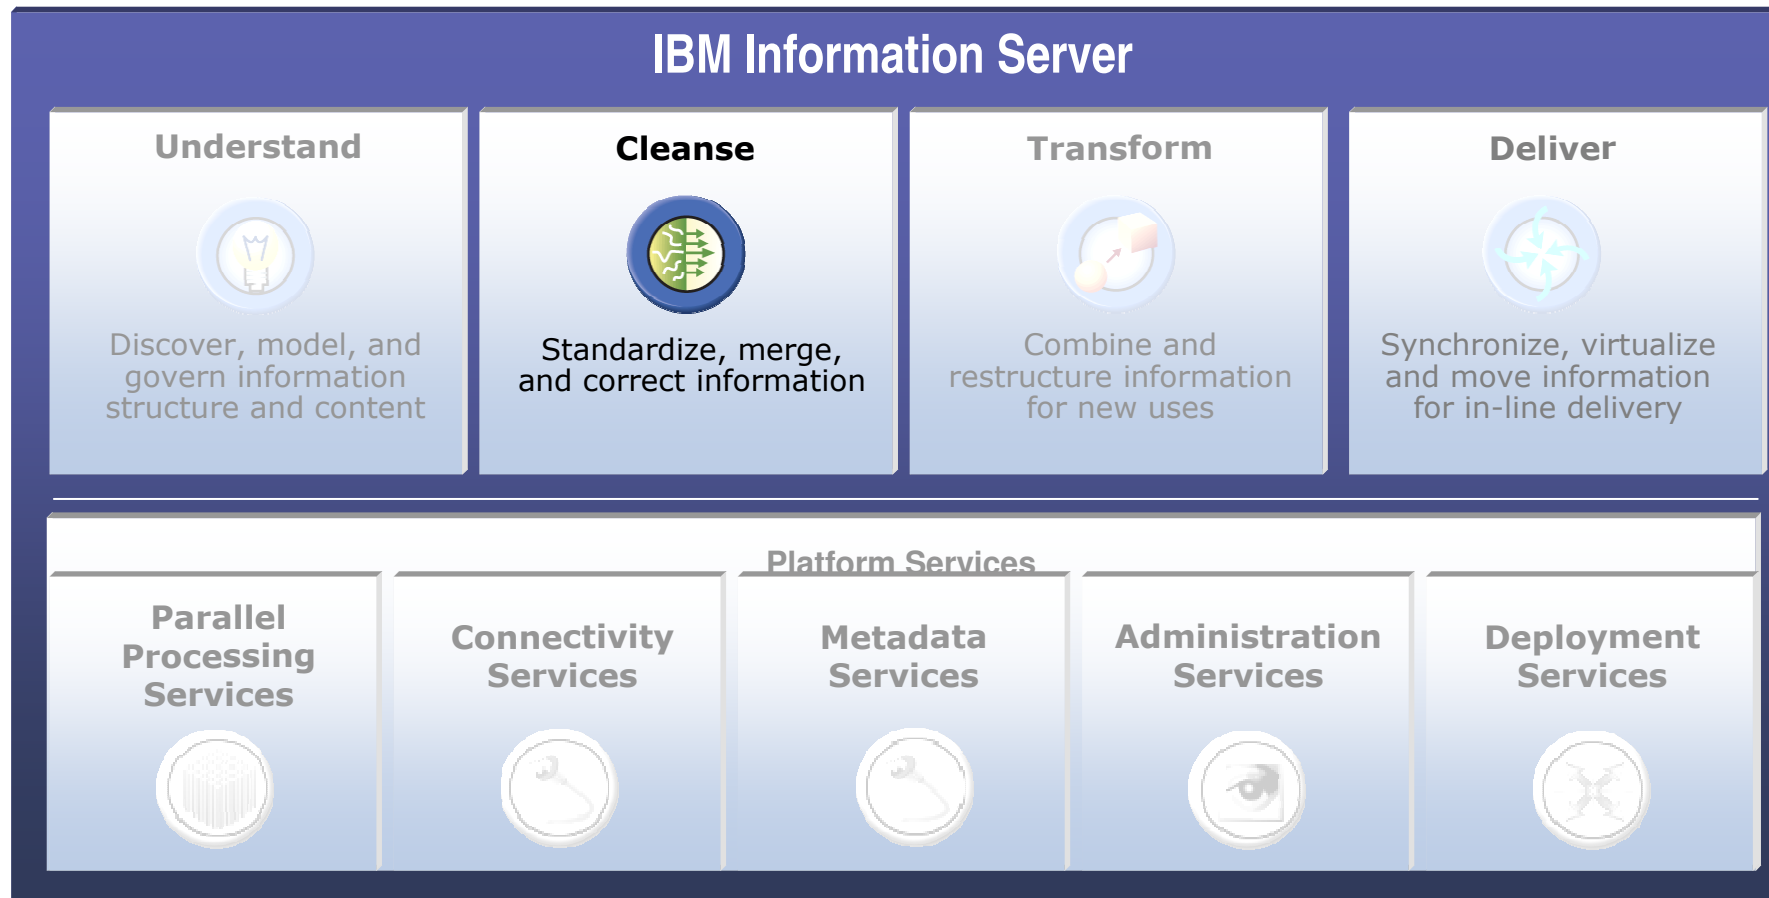 IBM Information Server
Understand
Discover, model, and
govern information
structure and content
Cleanse
Standardize, merge,
and correct information
Transform
Combine and
restructure information
for new uses
Deliver
Synchronize, virtualize
and move information
for in-line delivery
Platform Services
Parallel
Processing
Services
Connectivity
Services
Metadata
Services
Administration
Services
Deployment
Services